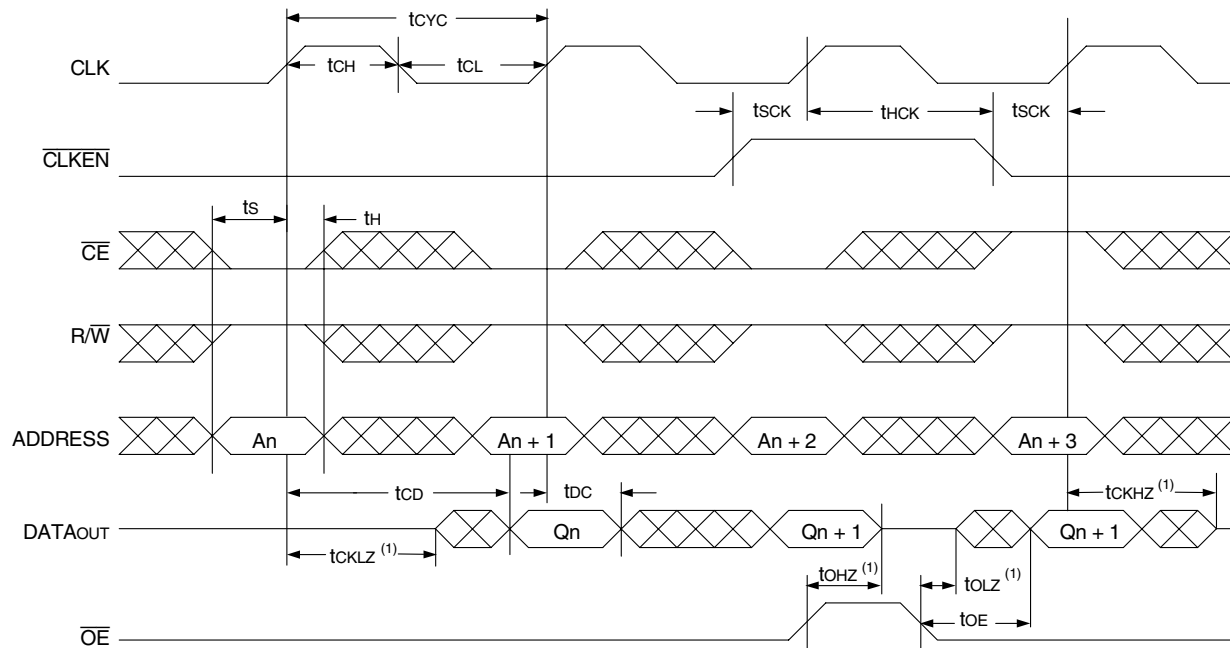 tCYC
CLK
tCH
tCL
tSCK
tHCK
tSCK
CLKEN
tS
tH
CE
R/W
ADDRESS
An
An + 1
An + 2
An + 3
tCD
tDC
tCKHZ (1)
DATAOUT
Qn
Qn + 1
Qn + 1
tCKLZ (1)
tOHZ (1)
tOLZ (1)
tOE
OE